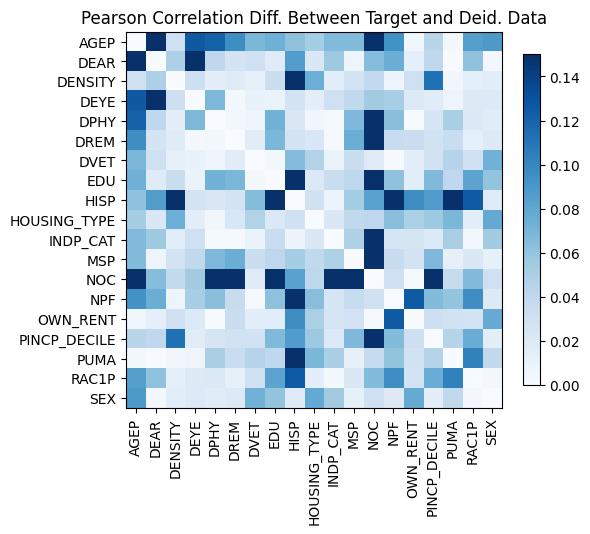 Pearson Correlation Diff. Between Target and Deid. Data
AGEP
DEAR
DENSITY
DEYE
DPHY
DREM
DVET
EDU
HISP
HOUSING_TYPE
INDP_CAT
MSP
NOC
NPF
OWN_RENT
PINCP_DECILE
PUMA
RAC1P
SEX
AGEP
DEAR
DENSITY
DEYE
DPHY
DREM
DVET
EDU
HISP
HOUSING_TYPE
INDP_CAT
MSP
NOC
NPF
OWN_RENT
PINCP_DECILE
PUMA
RAC1P
SEX
0.14
0.12
0.10
0.08
0.06
0.04
0.02
0.00